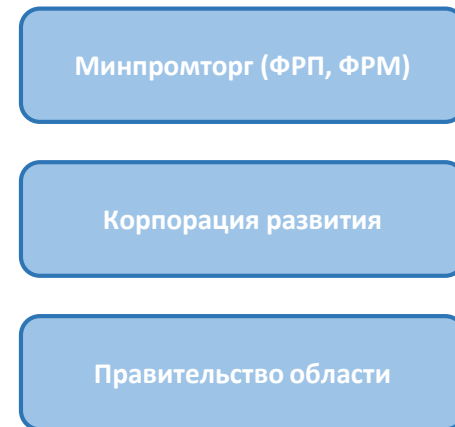 Минпромторг (ФРП, ФРМ)
Корпорация развития
Правительство области